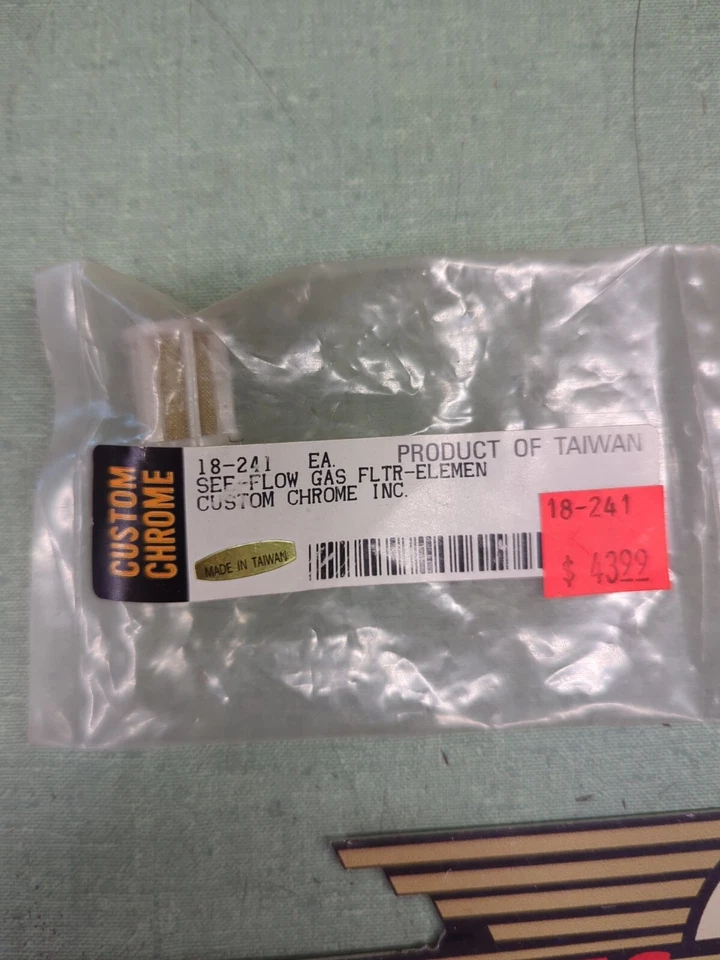 CUSTOM
CHROME
18-241 EA.
PRODUCT OF TAIWAN
SEE-FLOW GAS FLTR-ELEMEN
CUSTOM CHROME INC.
MADE IN TAIWAN
18-241
$ 4399